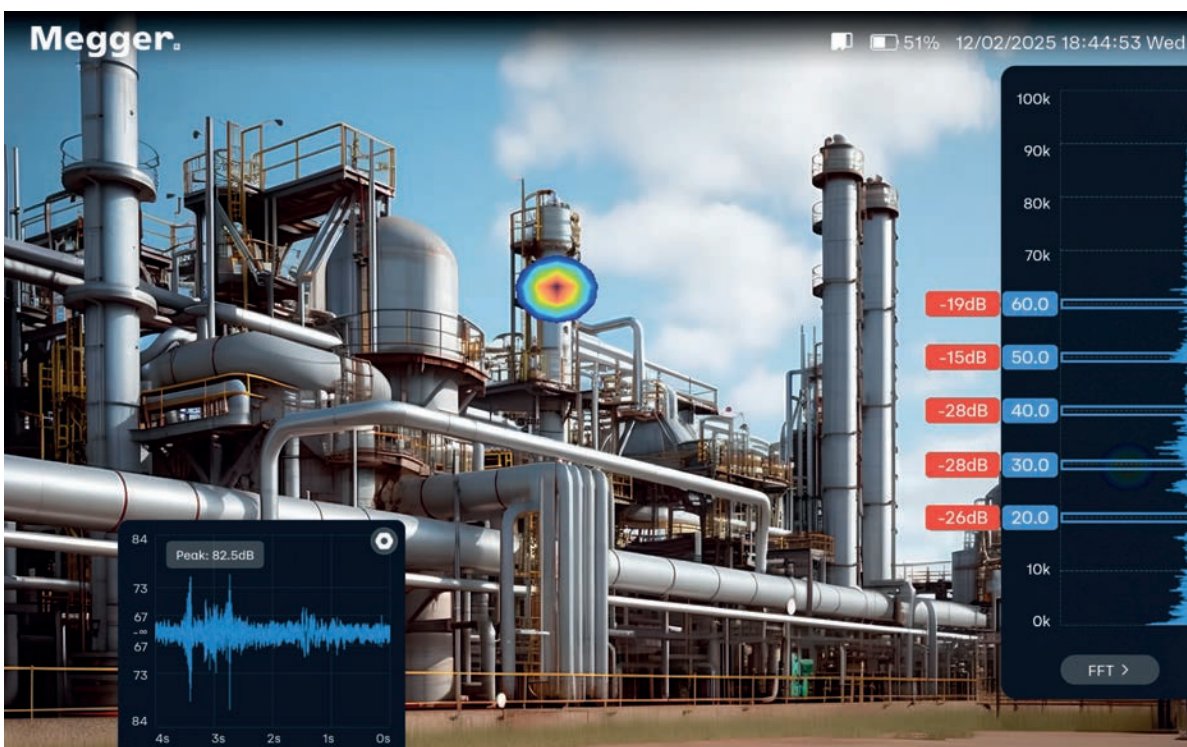 Megger.
51% 12/02/2025 18:44:53 Wed
100k
90k
80k
70k
-19dB 60.0
-15dB 50.0
-28dB 40.0
-28dB 30.0
-26dB 20.0
10k
0k
FFT >
84
Peak: 82.5dB
73
67
-∞
67
73
84
4s 3s 2s 1s 0s